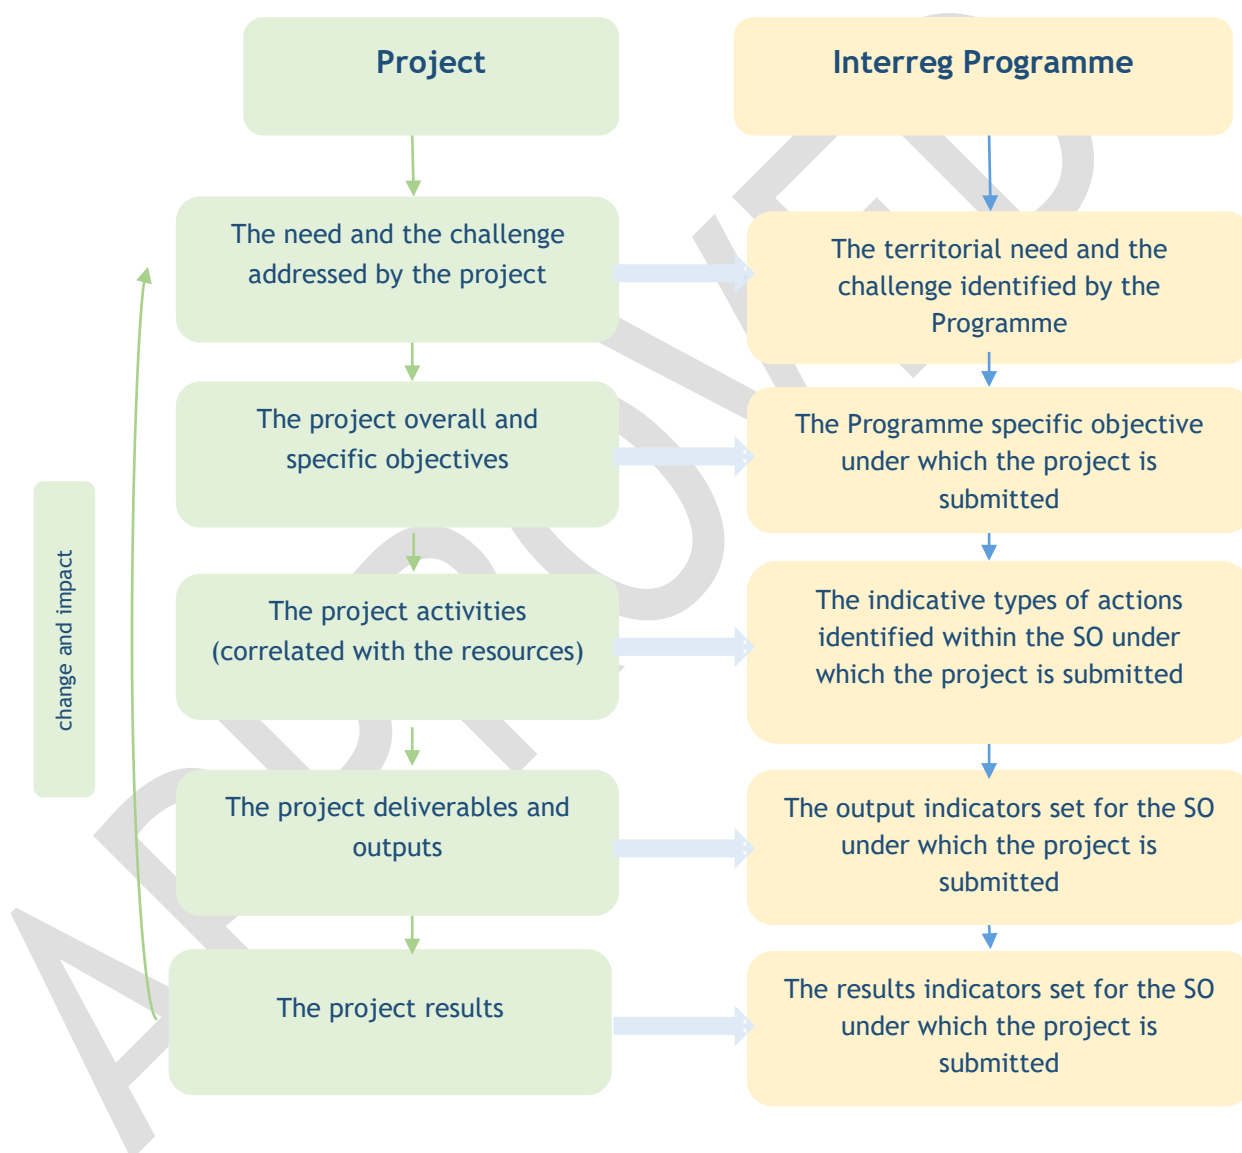 Project
Interreg Programme
The need and the challenge
addressed by the project
The territorial need and the
challenge identified by the
Programme
The project overall and
specific objectives
The Programme specific objective
under which the project is
submitted
change and impact
The project activities
(correlated with the resources)
The indicative types of actions
identified within the SO under
which the project is submitted
The project deliverables and
outputs
The output indicators set for the SO
under which the project is
submitted
The project results
The results indicators set for the SO
under which the project is
submitted
APPROVED